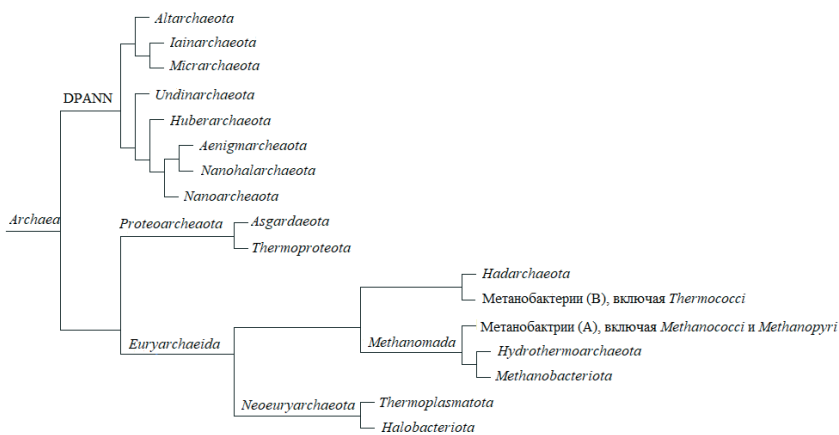 Altarchaeota
Iainarchaeota
Micrarchaeota
DPANN
Undinarchaeota
Huberarchaeota
Aenigmarcheaota
Nanohalarchaeota
Nanoarcheaota
Archaea
Proteoarcheaota
Asgardaeota
Thermoproteota
Hadarchaeota
Метанобактерии (B), включая Thermococci
Метанобактрии (A), включая Methanococci и Methanopyri
Methanomada
Euryarchaeida
Hydrothermoarchaeota
Methanobacteriota
Neoeuryarchaeota
Thermoplasmatota
Halobacteriota